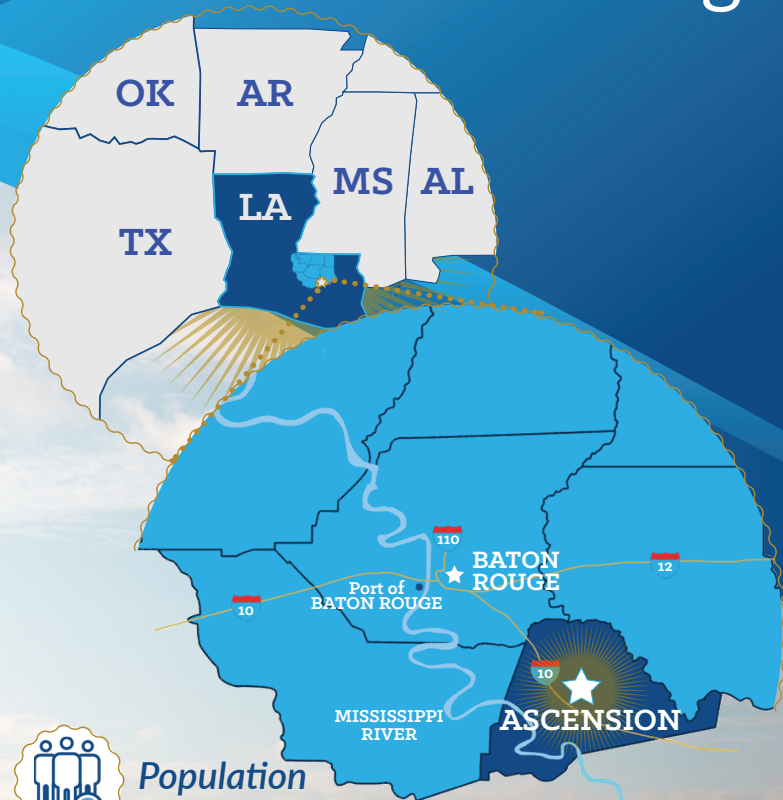 g
OK
AR
MS
AL
LA
TX
110
BATON
ROUGE
12
Port of
BATON ROUGE
10
10
MISSISSIPPI
RIVER
ASCENSION
Population